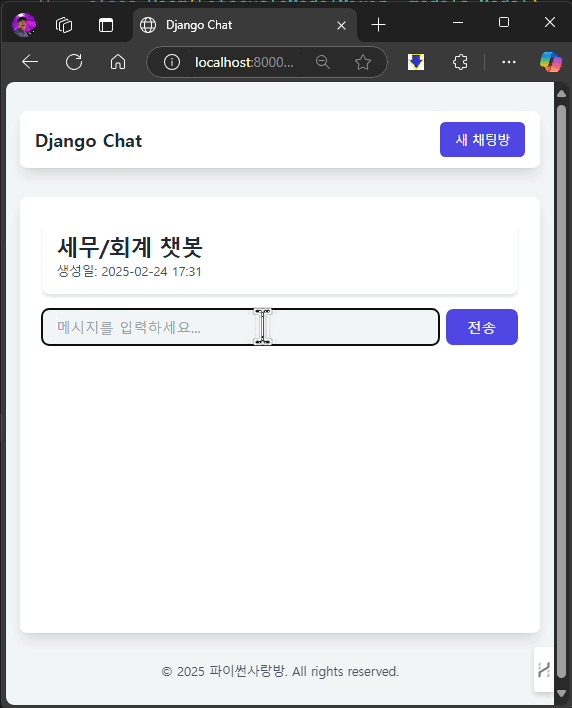 Django Chat
localhost:8000...
Django Chat
새 채팅방
세무/회계 챗봇
생성일: 2025-02-24 17:31
메시지를 입력하세요...
전송
© 2025 파이썬사랑방. All rights reserved.